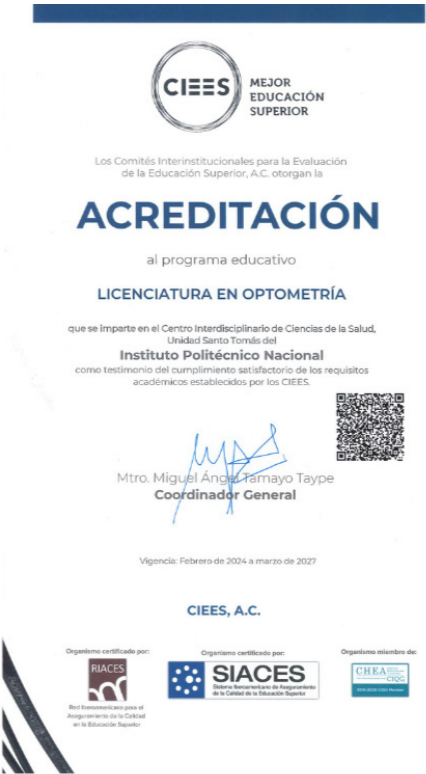 CIEES
MEJOR
EDUCACIÓN
SUPERIOR
Los Comités Interinstitucionales para la Evaluación
de la Educación Superior, A.C. otorgan la
ACREDITACIÓN
al programa educativo
LICENCIATURA EN OPTOMETRÍA
que se imparte en el Centro Interdisciplinario de Ciencias de la Salud,
Unidad Santo Tomás del
Instituto Politécnico Nacional
como testimonio del cumplimiento satisfactorio de los requisitos
académicos establecidos por los CIEES.
Mtro. Miguel Ángel Tamayo Taype
Coordinador General
Vigencia: Febrero de 2024 a marzo de 2027
CIEES, A.C.
Organismo certificado por:
RIACES
Red Iberoamericana para el
Aseguramiento de la Calidad
en la Educación Superior
Organismo certificado por:
SIACES
Sistema Iberoamericano de Aseguramiento
de la Calidad de la Educación Superior
Organismo miembro de:
CHEA
CIQG